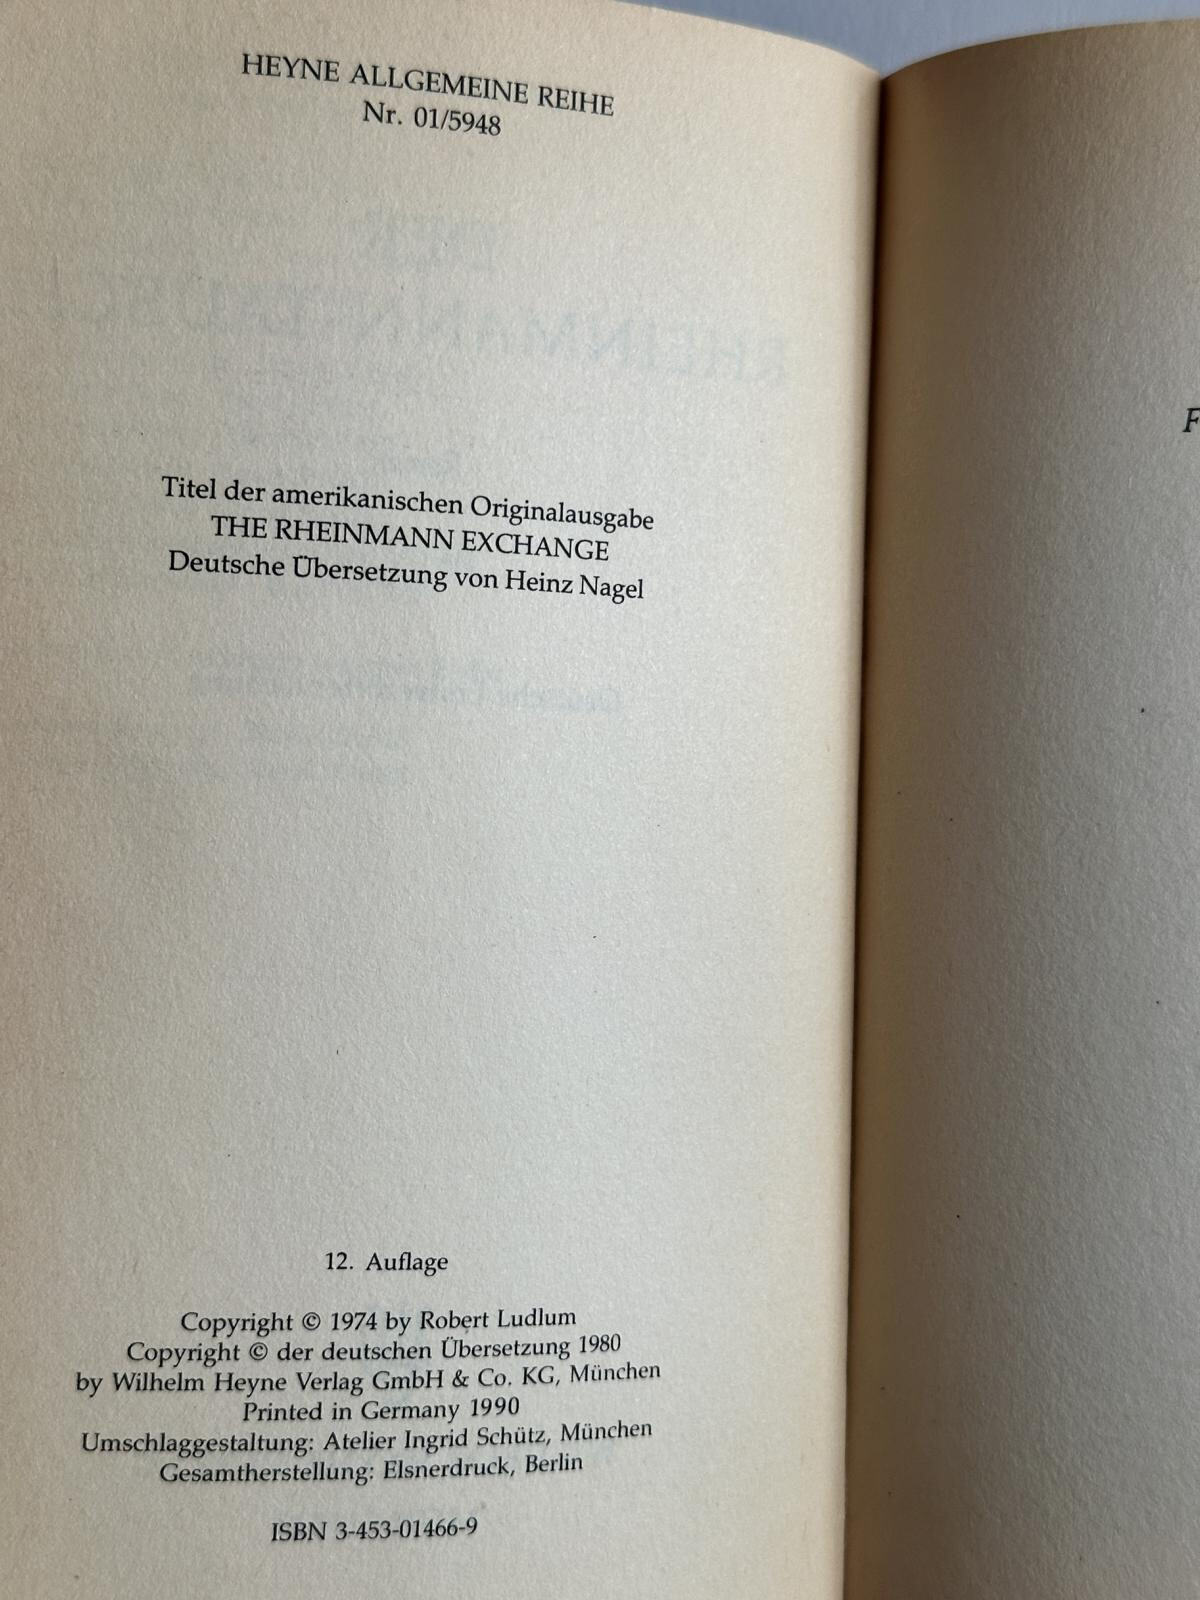 HEYNE ALLGEMEINE REIHE
Nr. 01/5948
Titel der amerikanischen Originalausgabe
THE RHEINMANN EXCHANGE
Deutsche Übersetzung von Heinz Nagel
12. Auflage
Copyright © 1974 by Robert Ludlum
Copyright © der deutschen Übersetzung 1980
by Wilhelm Heyne Verlag GmbH & Co. KG, München
Printed in Germany 1990
Umschlaggestaltung: Atelier Ingrid Schütz, München
Gesamtherstellung: Elsnerdruck, Berlin
ISBN 3-453-01466-9
F